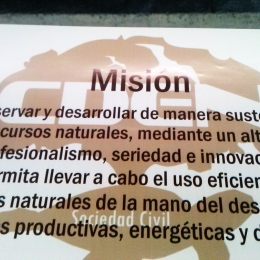 Misión
servar y desarrollar de manera suste
cursos naturales, mediante un alt
fesionalismo, seriedad e innovac
rmita llevar a cabo el uso eficien
s naturales de la mano del des
Sociedad Civil
s productivas, energéticas y d